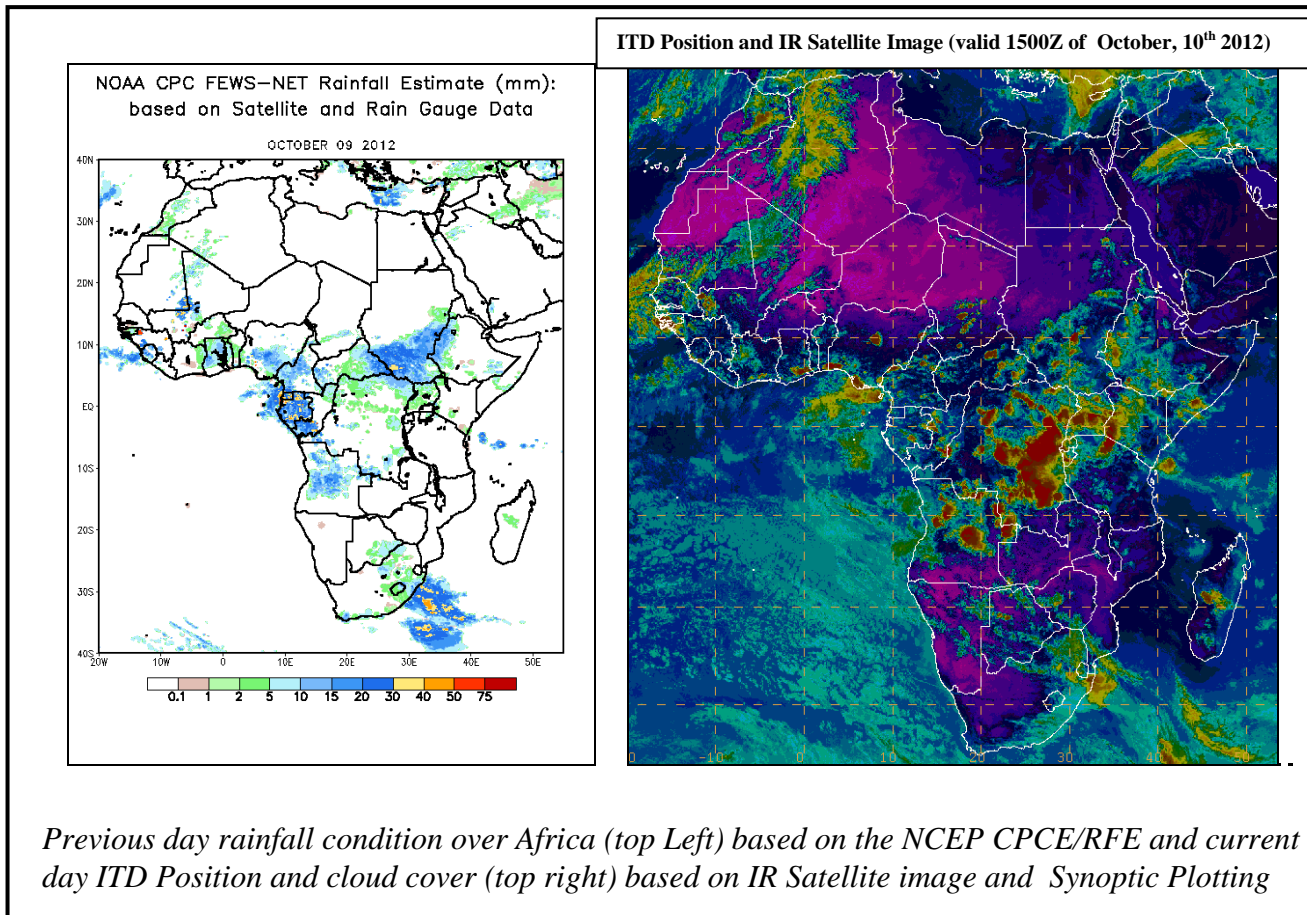 ITD Position and IR Satellite Image (valid 1500Z of October, 10th 2012)
NOAA CPC FEWS-NET Rainfall Estimate (mm):
based on Satellite and Rain Gauge Data
OCTOBER 09 2012
40N
30N
20N
10N
EQ
10S
20S
30S
40S
20W 10W 0 10E 20E 30E 40E 50E
0.1 1 2 5 10 15 20 30 40 50 75
0 -10 0 10 20 30 40 50
Previous day rainfall condition over Africa (top Left) based on the NCEP CPCE/RFE and current
day ITD Position and cloud cover (top right) based on IR Satellite image and Synoptic Plotting